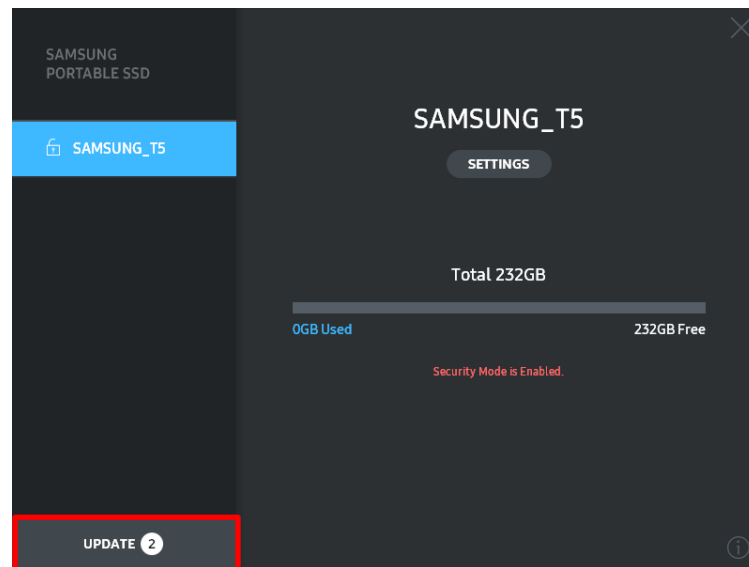 SAMSUNG
PORTABLE SSD
SAMSUNG_T5
SAMSUNG_T5
SETTINGS
Total 232GB
0GB Used 232GB Free
Security Mode is Enabled.
UPDATE 2